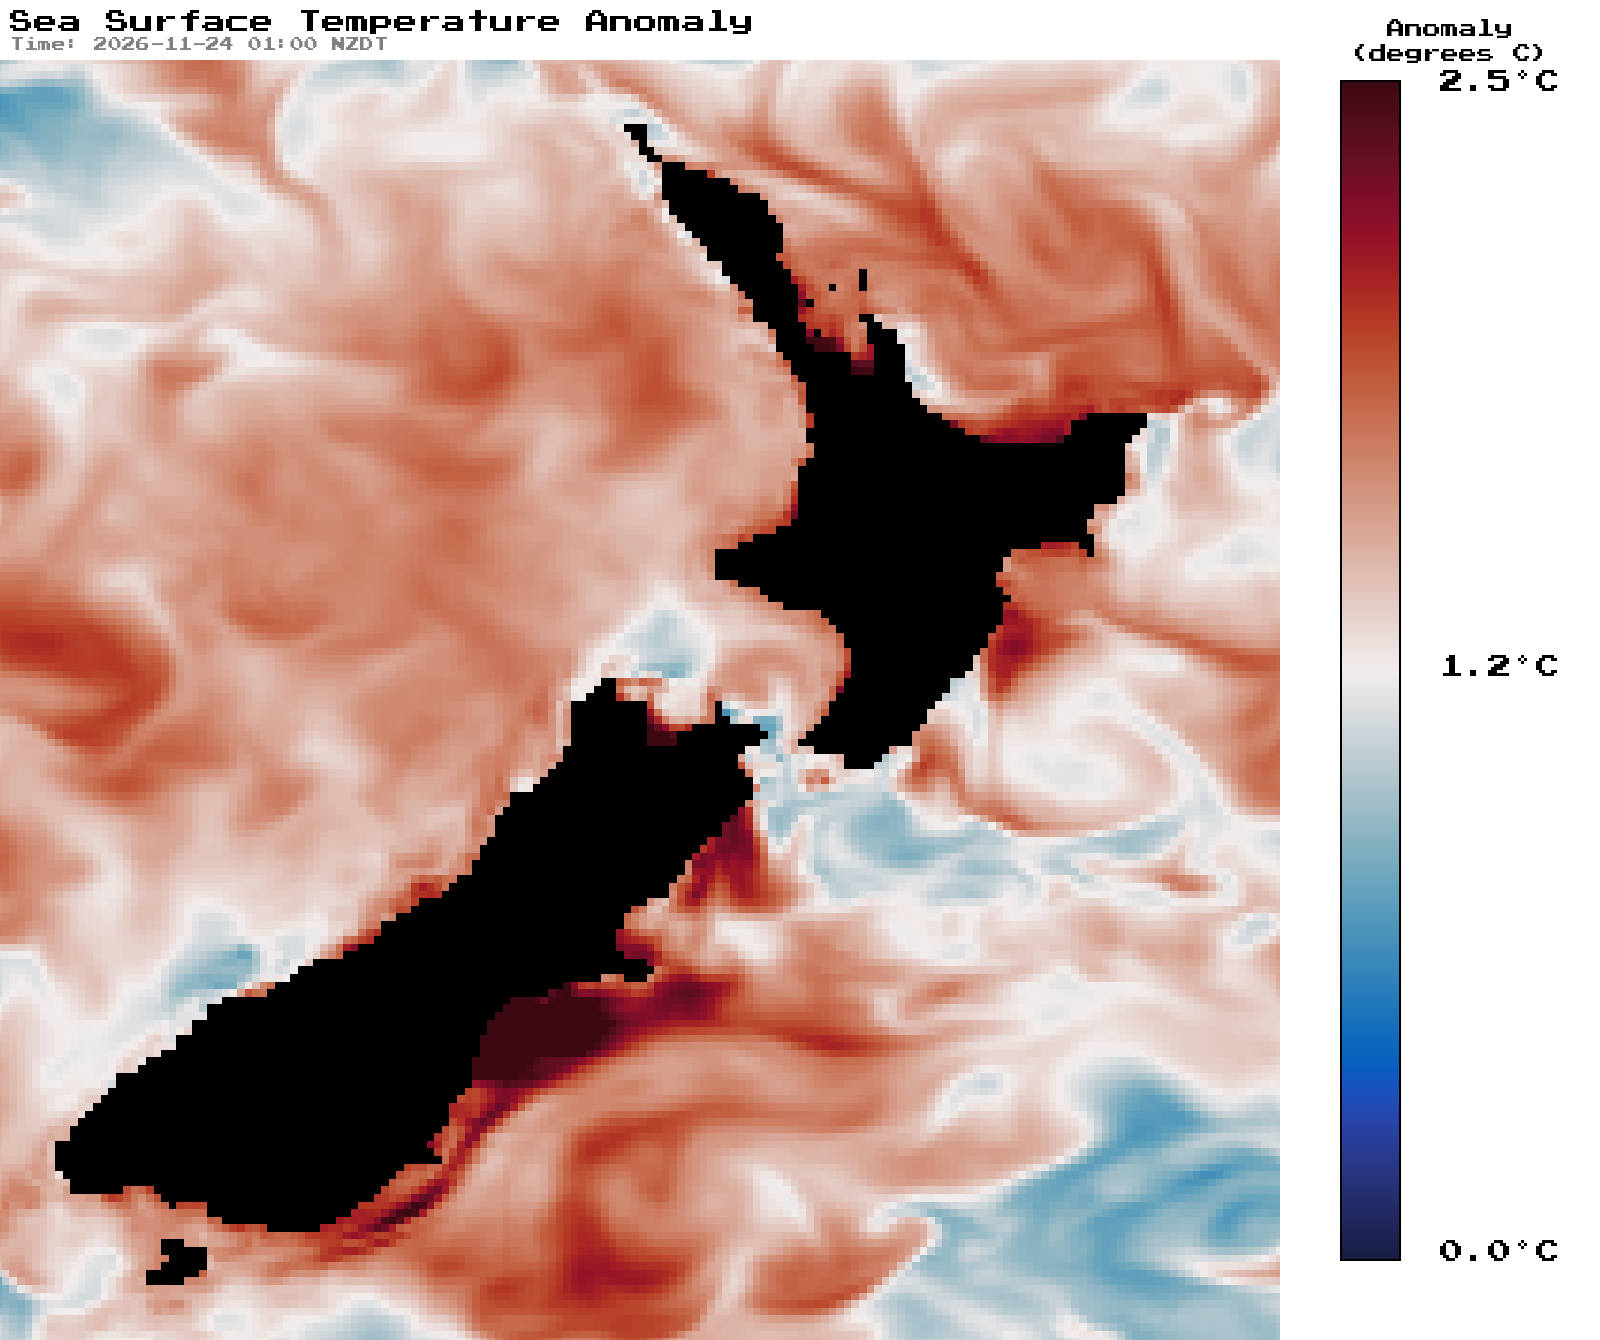 Sea Surface Temperature Anomaly
Time: 2026-11-24 01:00 NZDT
Anomaly
(degrees C)
2.5°C
1.2°C
0.0°C